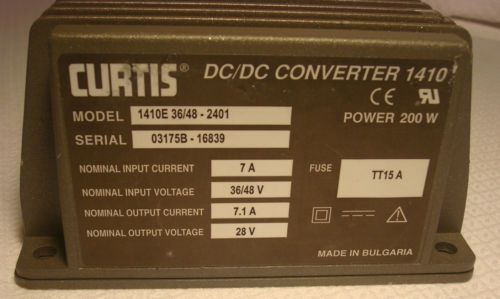 CURTIS® DC/DC CONVERTER 1410
MODEL 1410E 36/48 - 2401
SERIAL 03175B - 16839
POWER 200 W
NOMINAL INPUT CURRENT 7 A
NOMINAL INPUT VOLTAGE 36/48 V
NOMINAL OUTPUT CURRENT 7.1 A
NOMINAL OUTPUT VOLTAGE 28 V
FUSE TT15 A
MADE IN BULGARIA